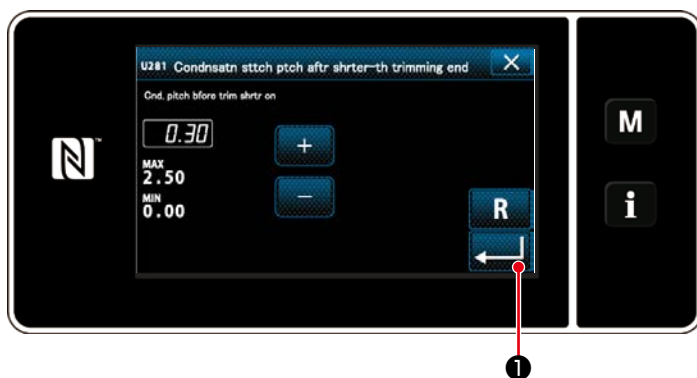 U281 Condnsatn sttch ptch aftr shrter-th trimming end
Cnd. pitch bfore trim shrtr on
0.30
+
MAX
2.50
−
MIN
0.00
R
M
i
N
❶